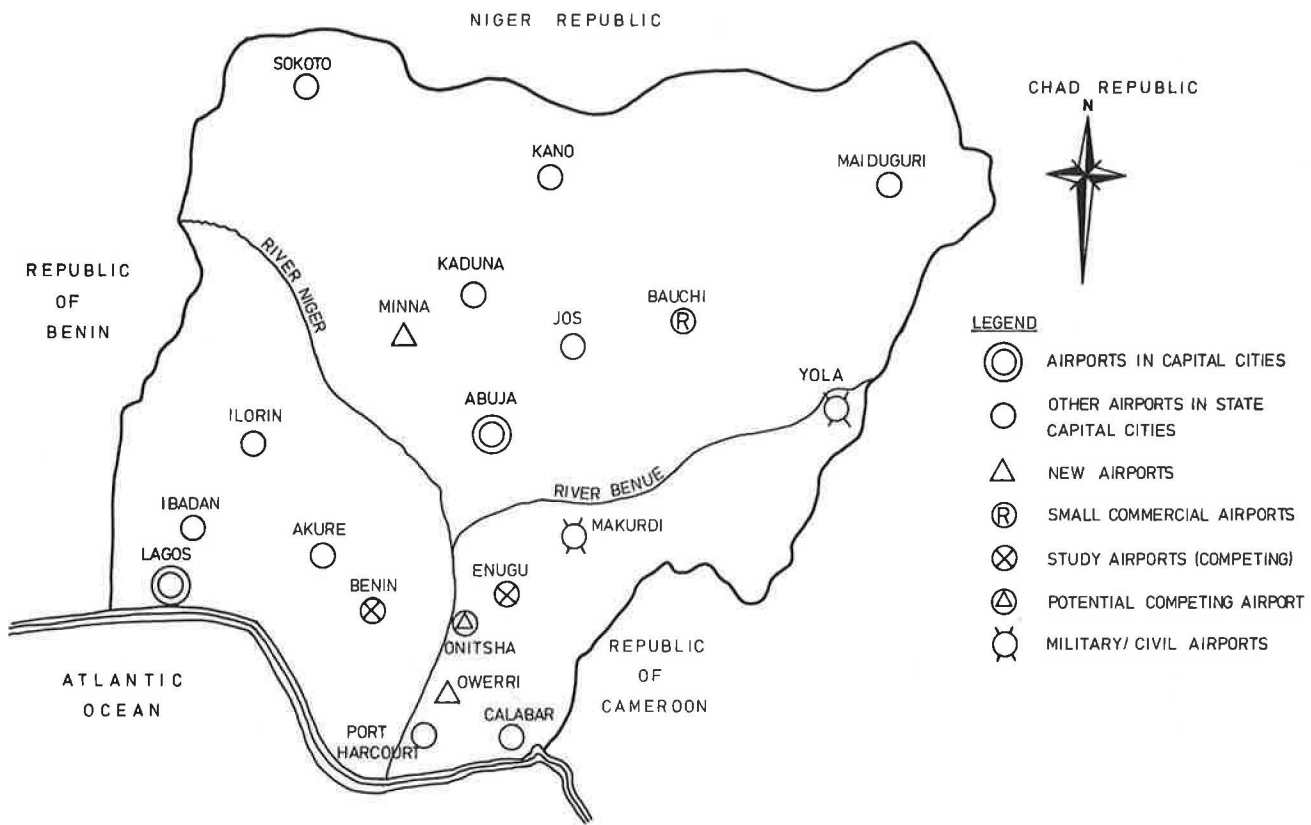 NIGER REPUBLIC
SOKOTO
CHAD REPUBLIC
N
KANO
MAIDUGURI
RIVER NIGER
REPUBLIC
OF
BENIN
KADUNA
MINNA
BAUCHI
R
JOS
YOLA
ABUJA
ILORIN
RIVER BENUE
IBADAN
AKURE
MAKURDI
LAGOS
BENIN
ENUGU
ONITSHA
REPUBLIC
OF
CAMEROON
ATLANTIC
OCEAN
OWERRI
CALABAR
PORT
HARCOURT
LEGEND
AIRPORTS IN CAPITAL CITIES
OTHER AIRPORTS IN STATE
CAPITAL CITIES
NEW AIRPORTS
R SMALL COMMERCIAL AIRPORTS
STUDY AIRPORTS (COMPETING)
POTENTIAL COMPETING AIRPORT
MILITARY/ CIVIL AIRPORTS